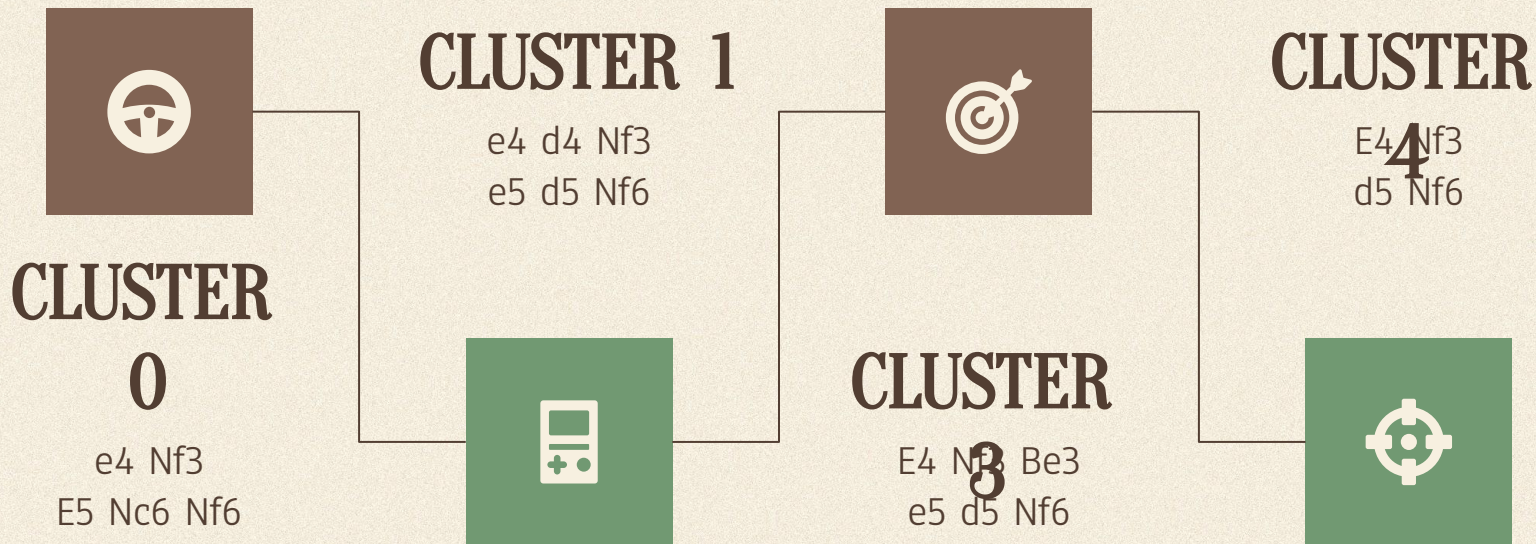 CLUSTER 1
e4 d4 Nf3
e5 d5 Nf6
CLUSTER
4
E4 Nf3
d5 Nf6
CLUSTER
0
e4 Nf3
E5 Nc6 Nf6
CLUSTER
3
E4 Nf3 Be3
e5 d5 Nf6